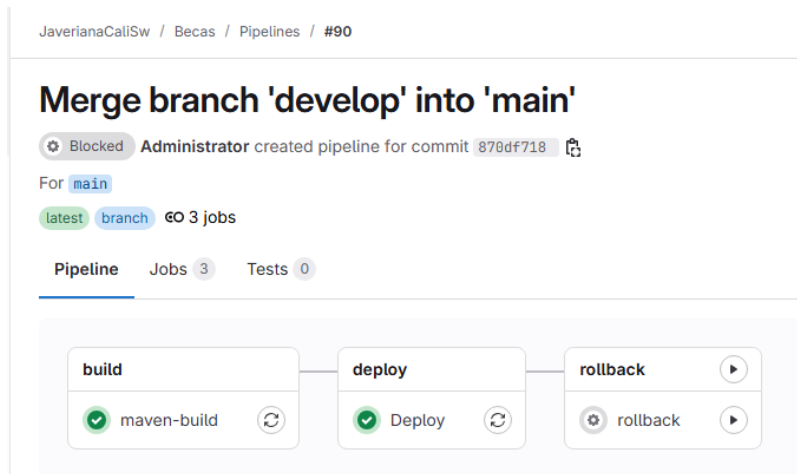 JaverianaCaliSw / Becas / Pipelines / #90
Merge branch 'develop' into 'main'
Blocked Administrator created pipeline for commit 870df718
For main
latest branch 3 jobs
Pipeline Jobs 3 Tests 0
build deploy rollback
maven-build Deploy rollback